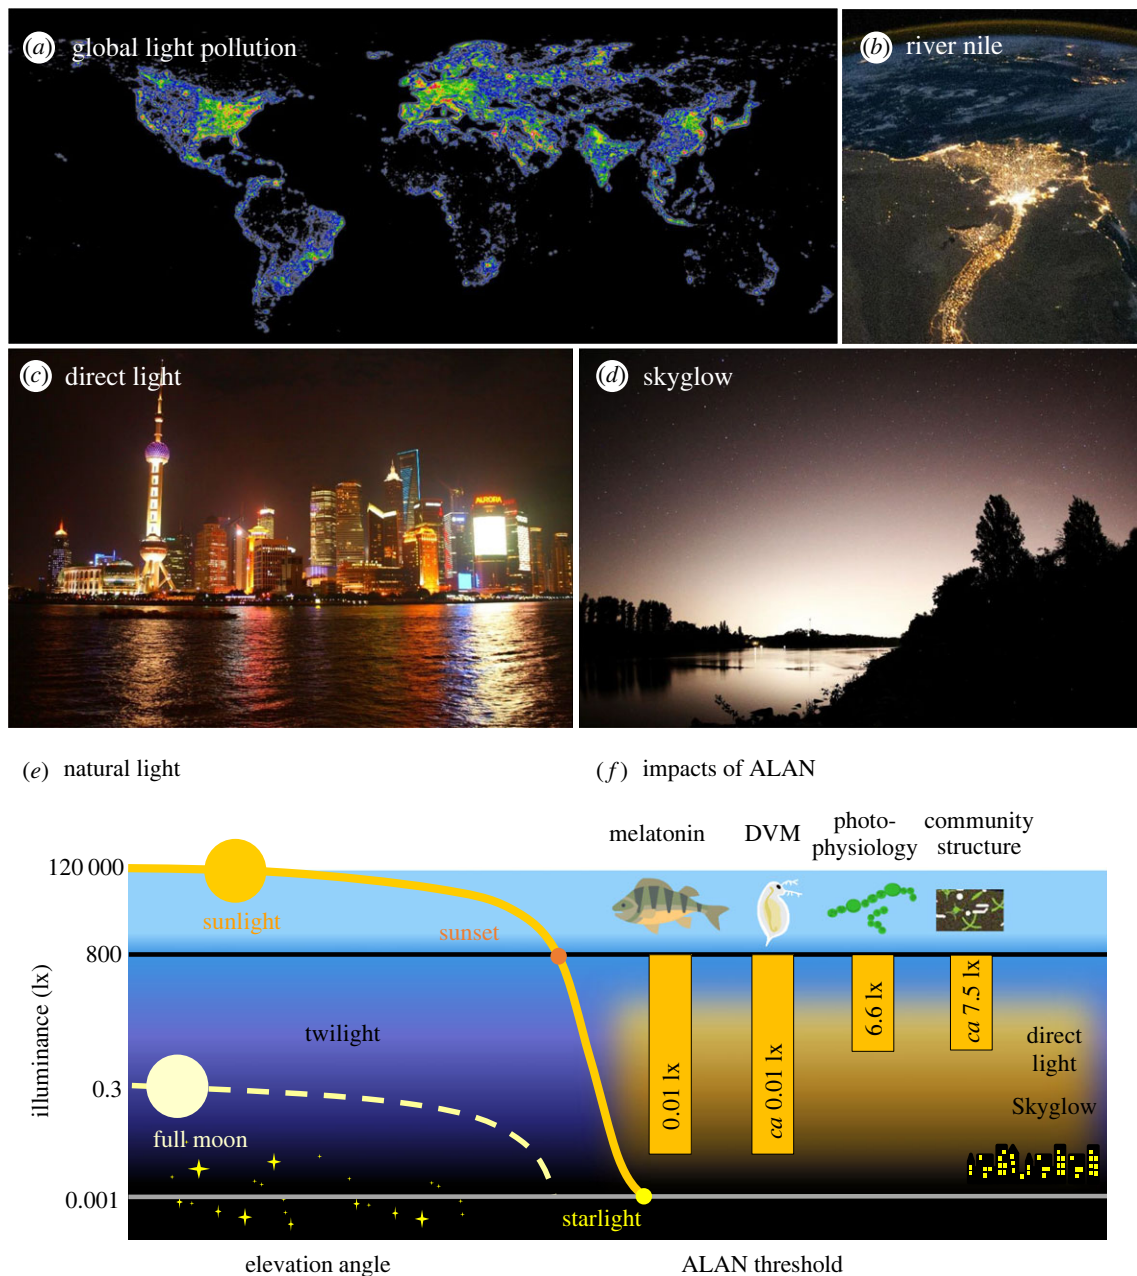 (a) global light pollution
(b) river nile
(c) direct light
AURORA
(d) skyglow
(e) natural light
(f) impacts of ALAN
melatonin
DVM
photo-
physiology
community
structure
120 000
sunlight
sunset
800
twilight
0.3
full moon
0.001
starlight
illuminance (lx)
elevation angle
0.01 lx
ca 0.01 lx
6.6 lx
ca 7.5 lx
direct
light
Skyglow
ALAN threshold